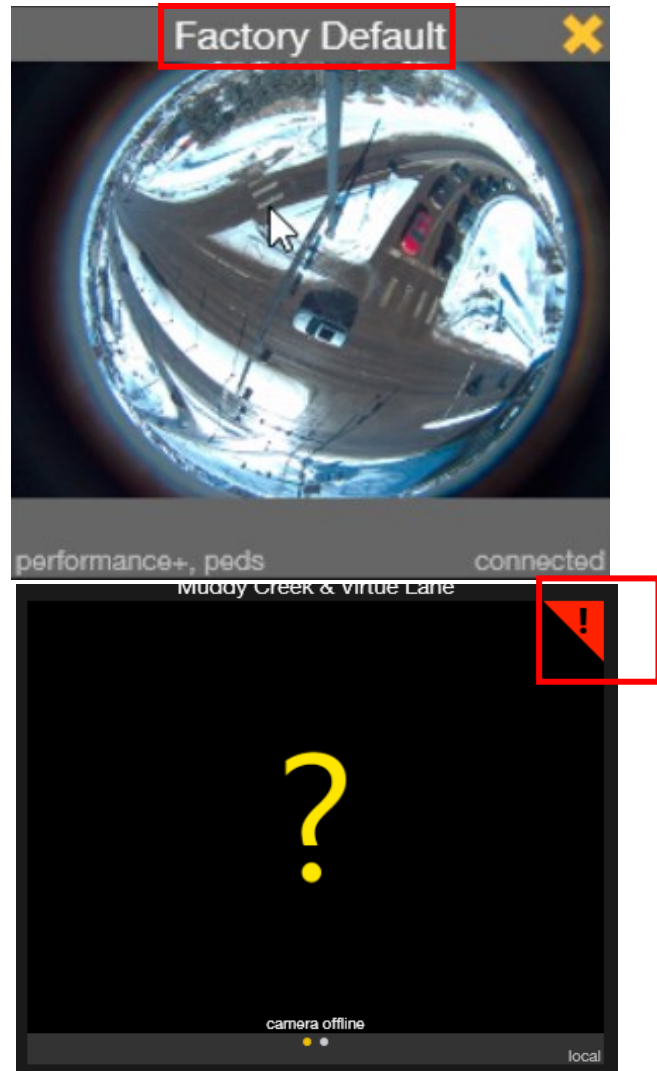 Factory Default
performance+, peds
connected
Muddy Creek & Virtue Lane
!
?
camera offline
local